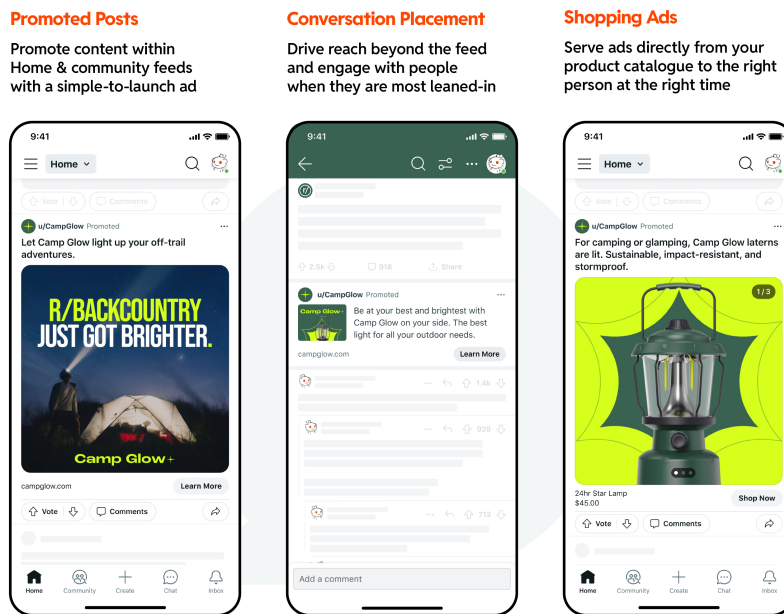 Promoted Posts
Promote content within
Home & community feeds
with a simple-to-launch ad
9:41
Home
Vote
Comments
u/CampGlow Promoted
Let Camp Glow light up your off-trail
adventures.
R/BACKCOUNTRY
JUST GOT BRIGHTER.
Camp Glow+
campglow.com
Learn More
Vote
Comments
Home
Community
Create
Chat
Inbox
Conversation Placement
Drive reach beyond the feed
and engage with people
when they are most leaned-in
9:41
r/
2.5k
918
Share
u/CampGlow Promoted
Camp Glow+
Be at your best and brightest with
Camp Glow on your side. The best
light for all your outdoor needs.
campglow.com
Learn More
1.4k
928
712
Add a comment
Shopping Ads
Serve ads directly from your
product catalogue to the right
person at the right time
9:41
Home
Vote
Comments
u/CampGlow Promoted
For camping or glamping, Camp Glow laterns
are lit. Sustainable, impact-resistant, and
stormproof.
1/3
24hr Star Lamp
$45.00
Shop Now
Vote
Comments
Home
Community
Create
Chat
Inbox